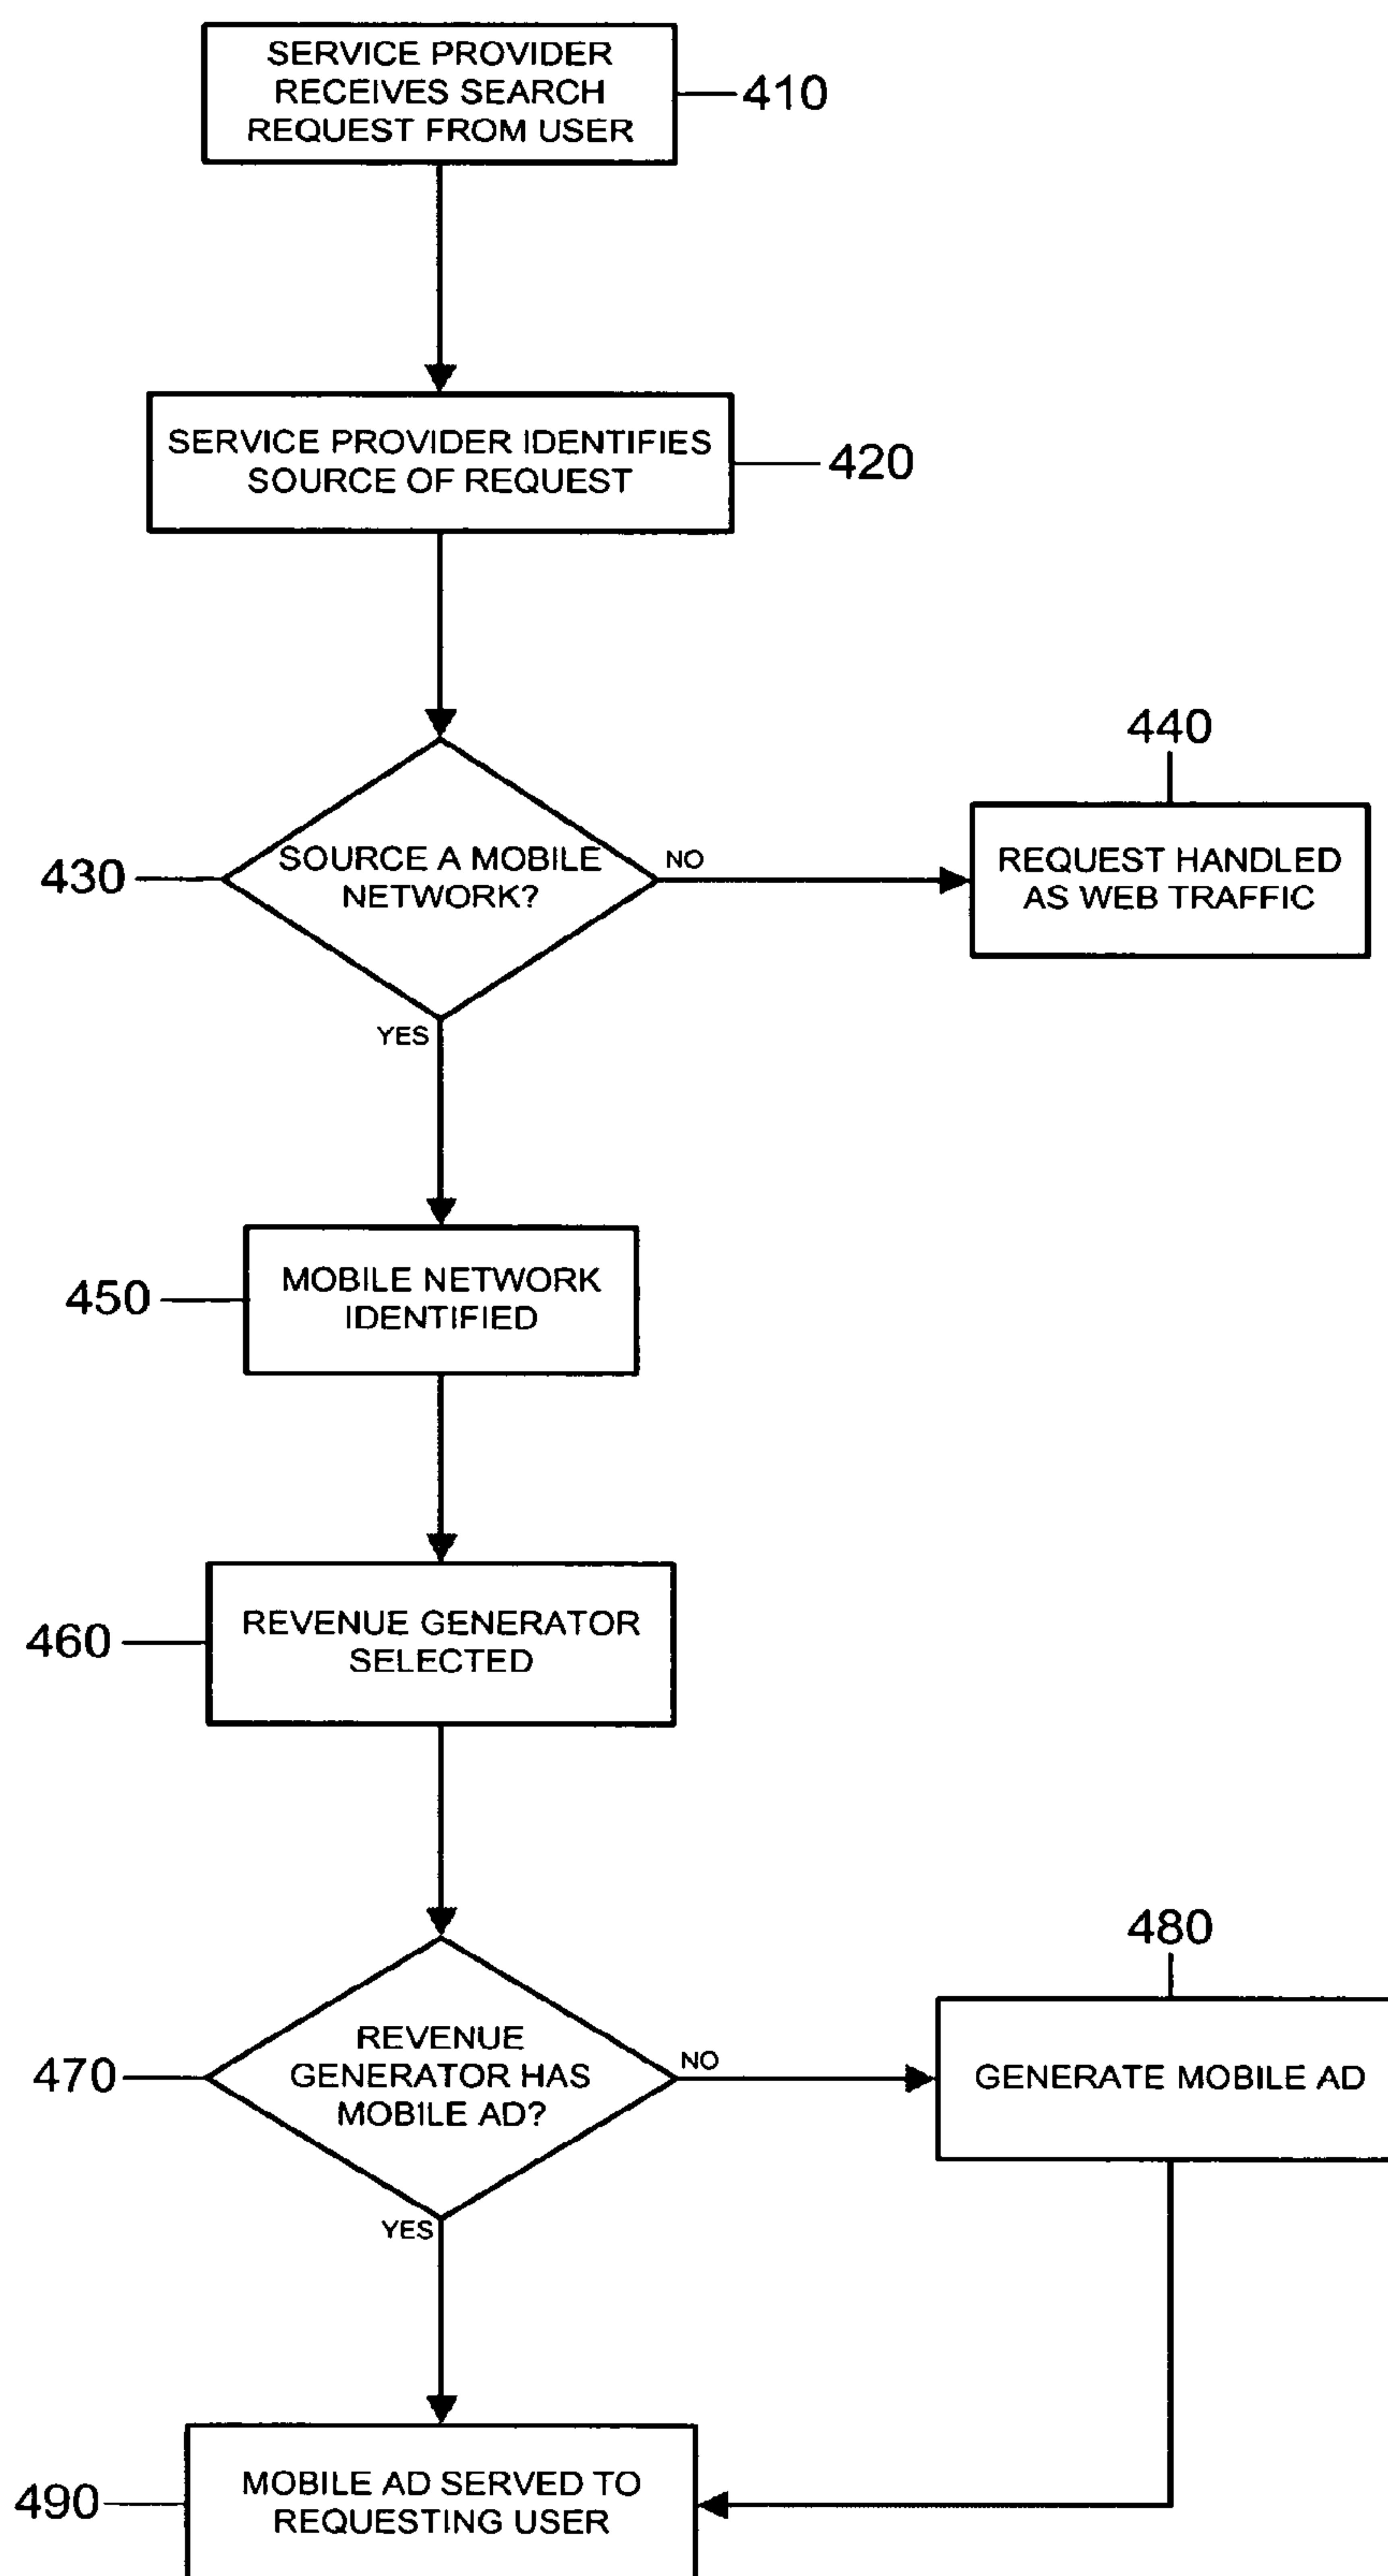 SERVICE PROVIDER
RECEIVES SEARCH
REQUEST FROM USER
410
SERVICE PROVIDER IDENTIFIES
SOURCE OF REQUEST
420
430
SOURCE A MOBILE
NETWORK?
NO
YES
440
REQUEST HANDLED
AS WEB TRAFFIC
450
MOBILE NETWORK
IDENTIFIED
460
REVENUE GENERATOR
SELECTED
470
REVENUE
GENERATOR HAS
MOBILE AD?
NO
YES
480
GENERATE MOBILE AD
490
MOBILE AD SERVED TO
REQUESTING USER